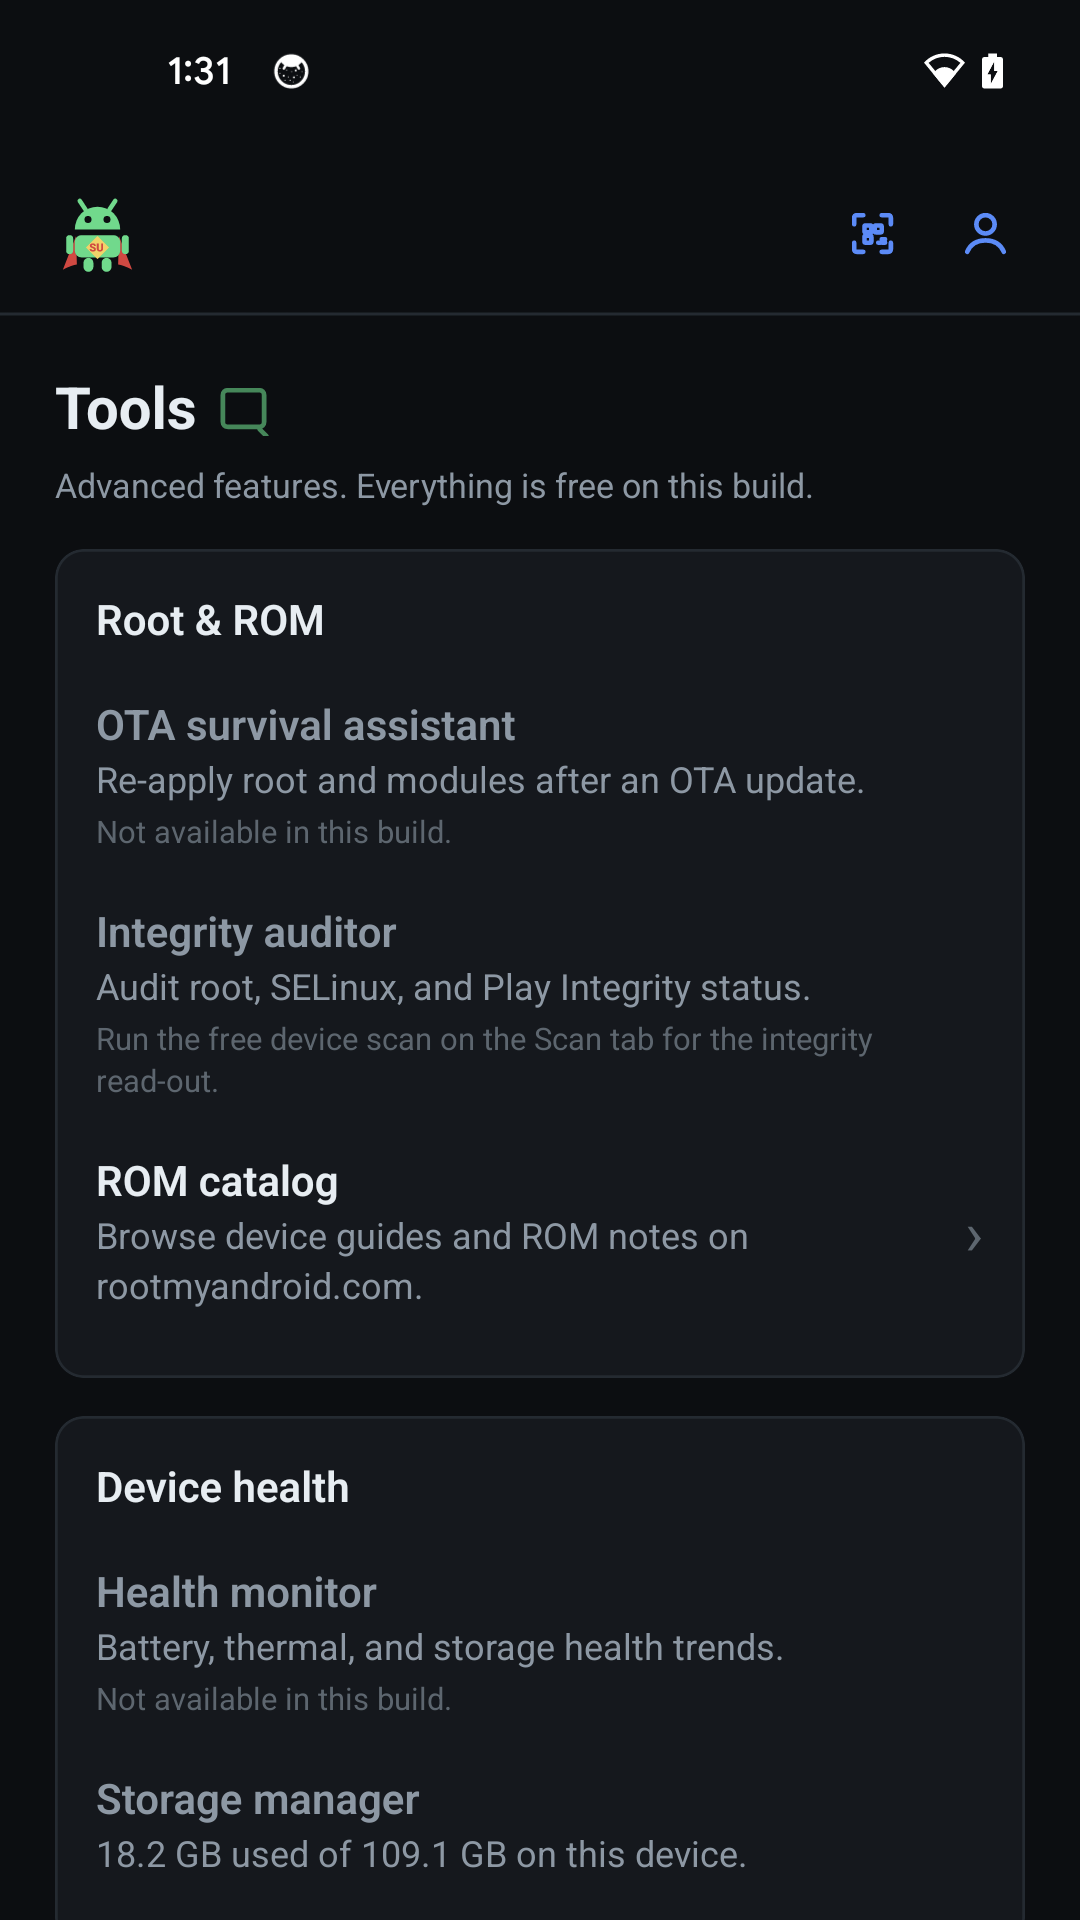 1:31
SU
Tools
Advanced features. Everything is free on this build.
Root & ROM
OTA survival assistant
Re-apply root and modules after an OTA update.
Not available in this build.
Integrity auditor
Audit root, SELinux, and Play Integrity status.
Run the free device scan on the Scan tab for the integrity
read-out.
ROM catalog
Browse device guides and ROM notes on
rootmyandroid.com.
Device health
Health monitor
Battery, thermal, and storage health trends.
Not available in this build.
Storage manager
18.2 GB used of 109.1 GB on this device.